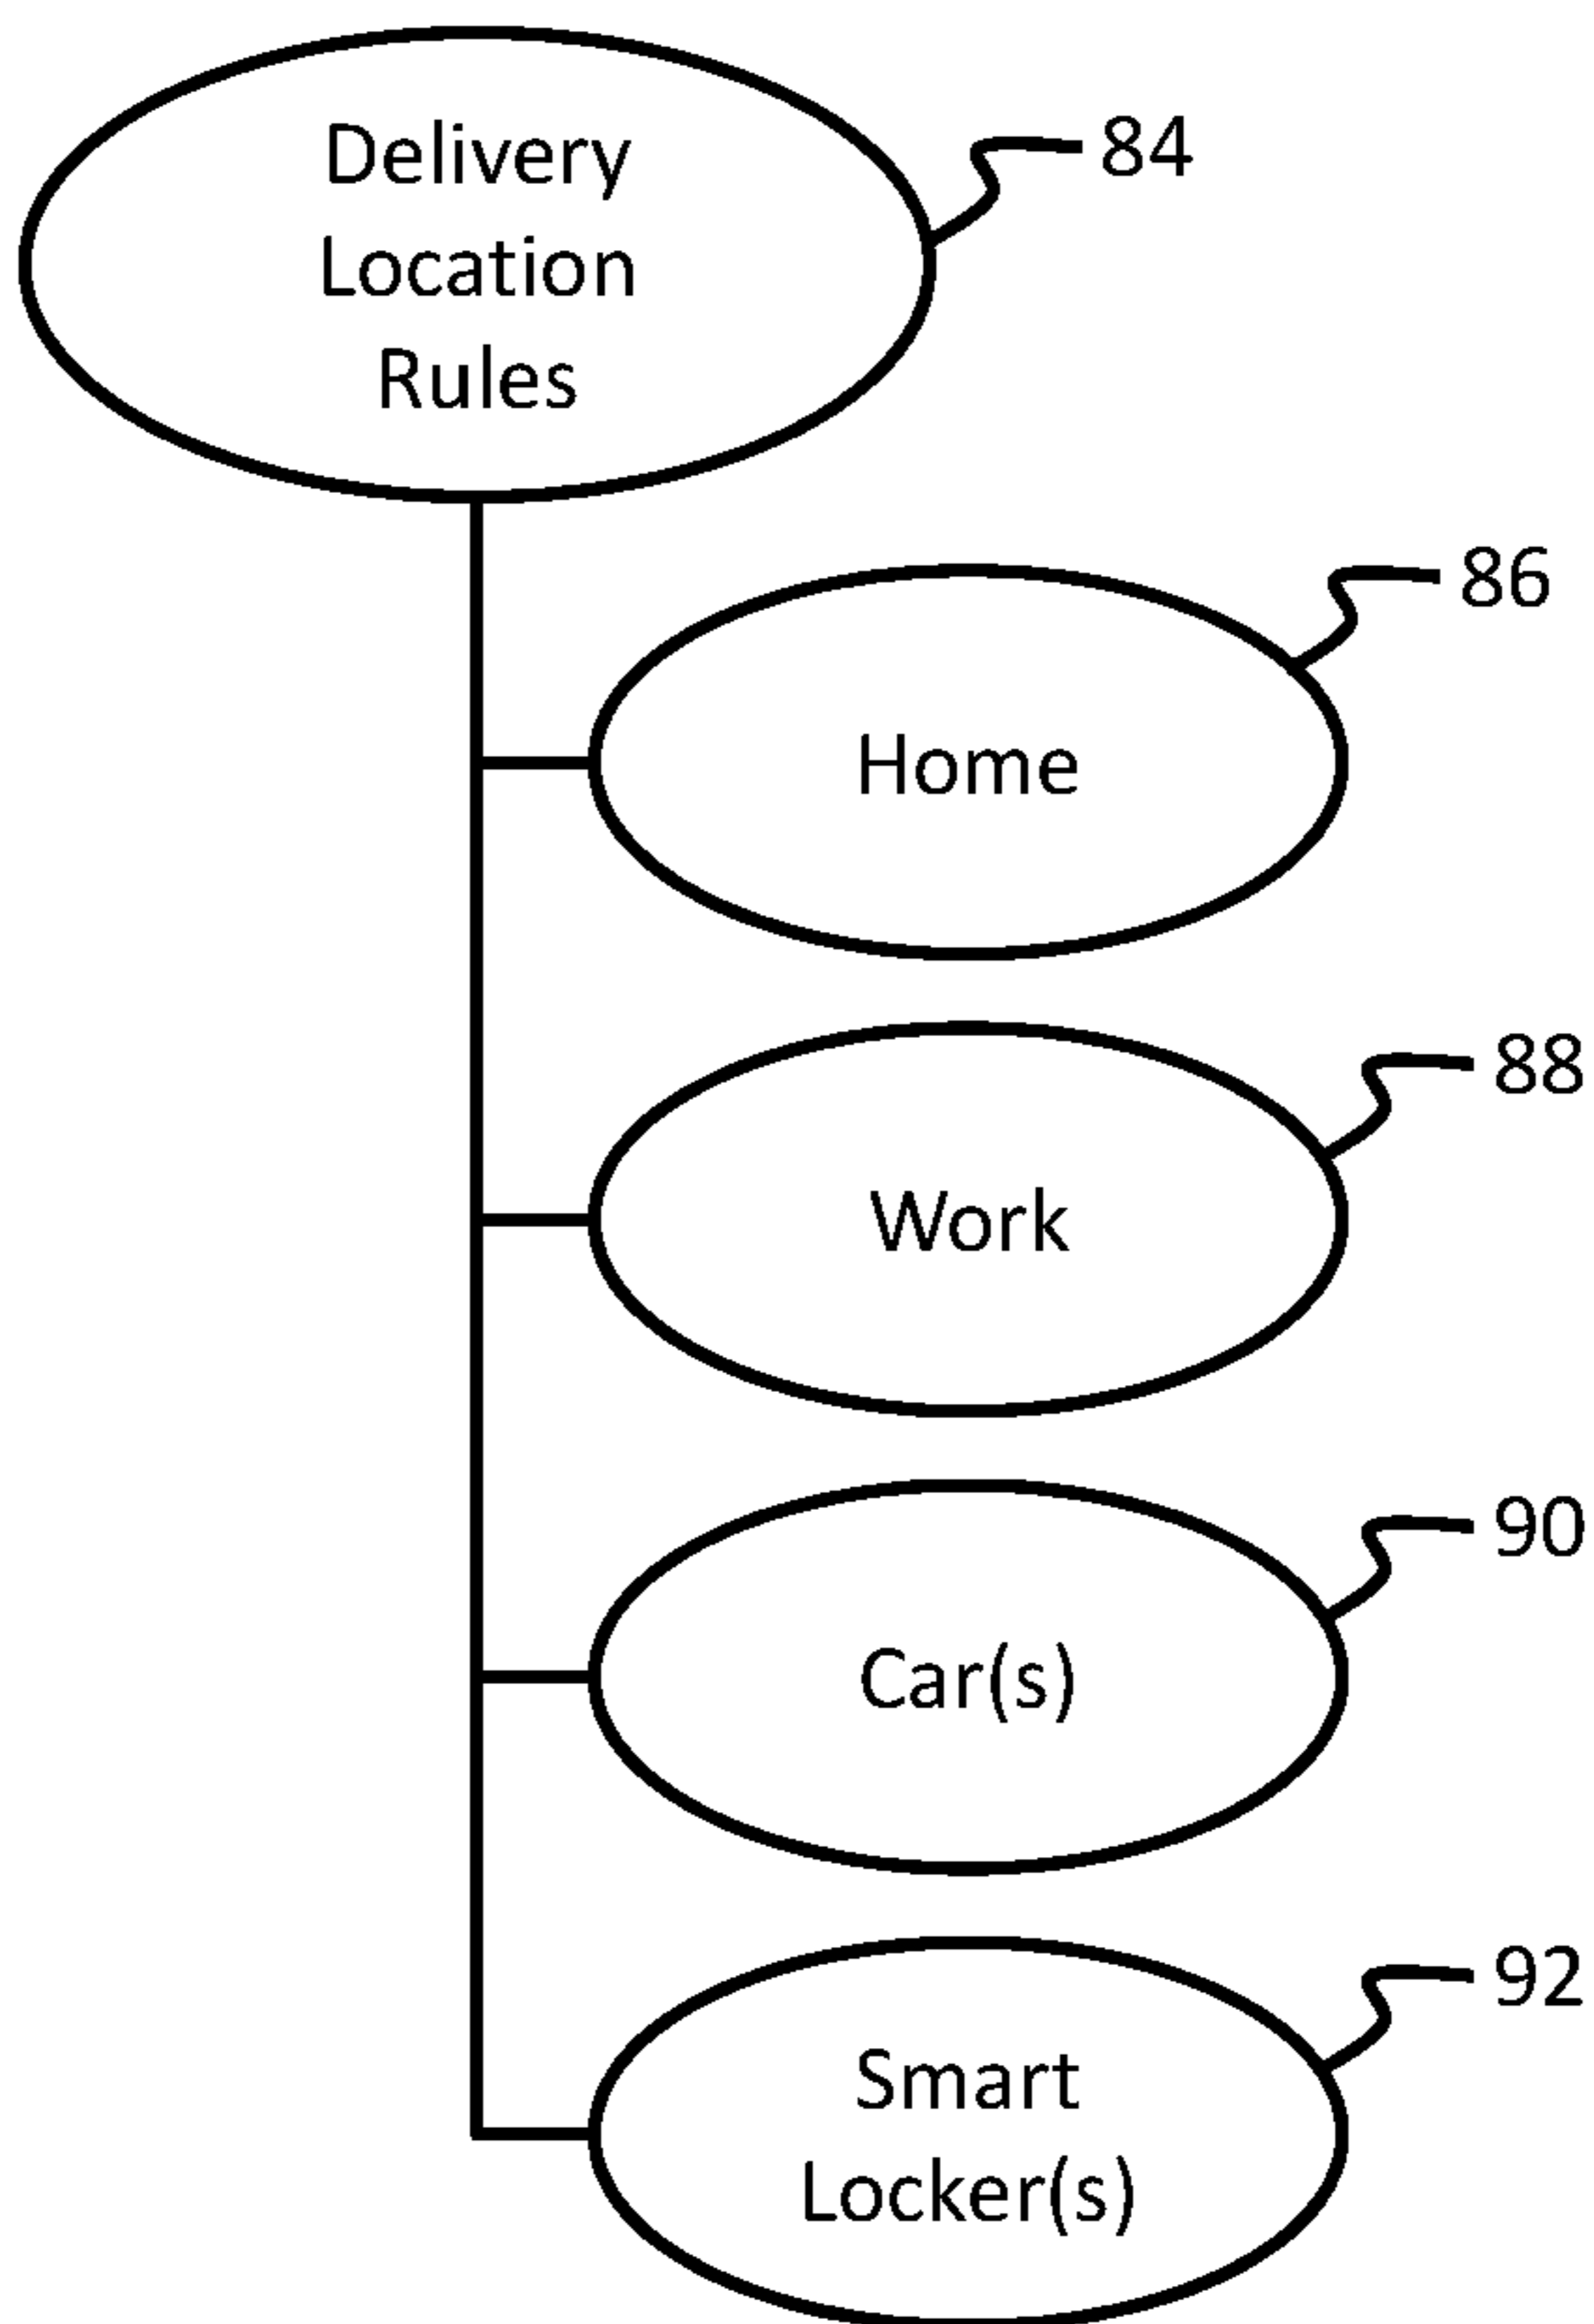 Delivery
Location
Rules
84
86
Home
88
Work
90
Car(s)
92
Smart
Locker(s)